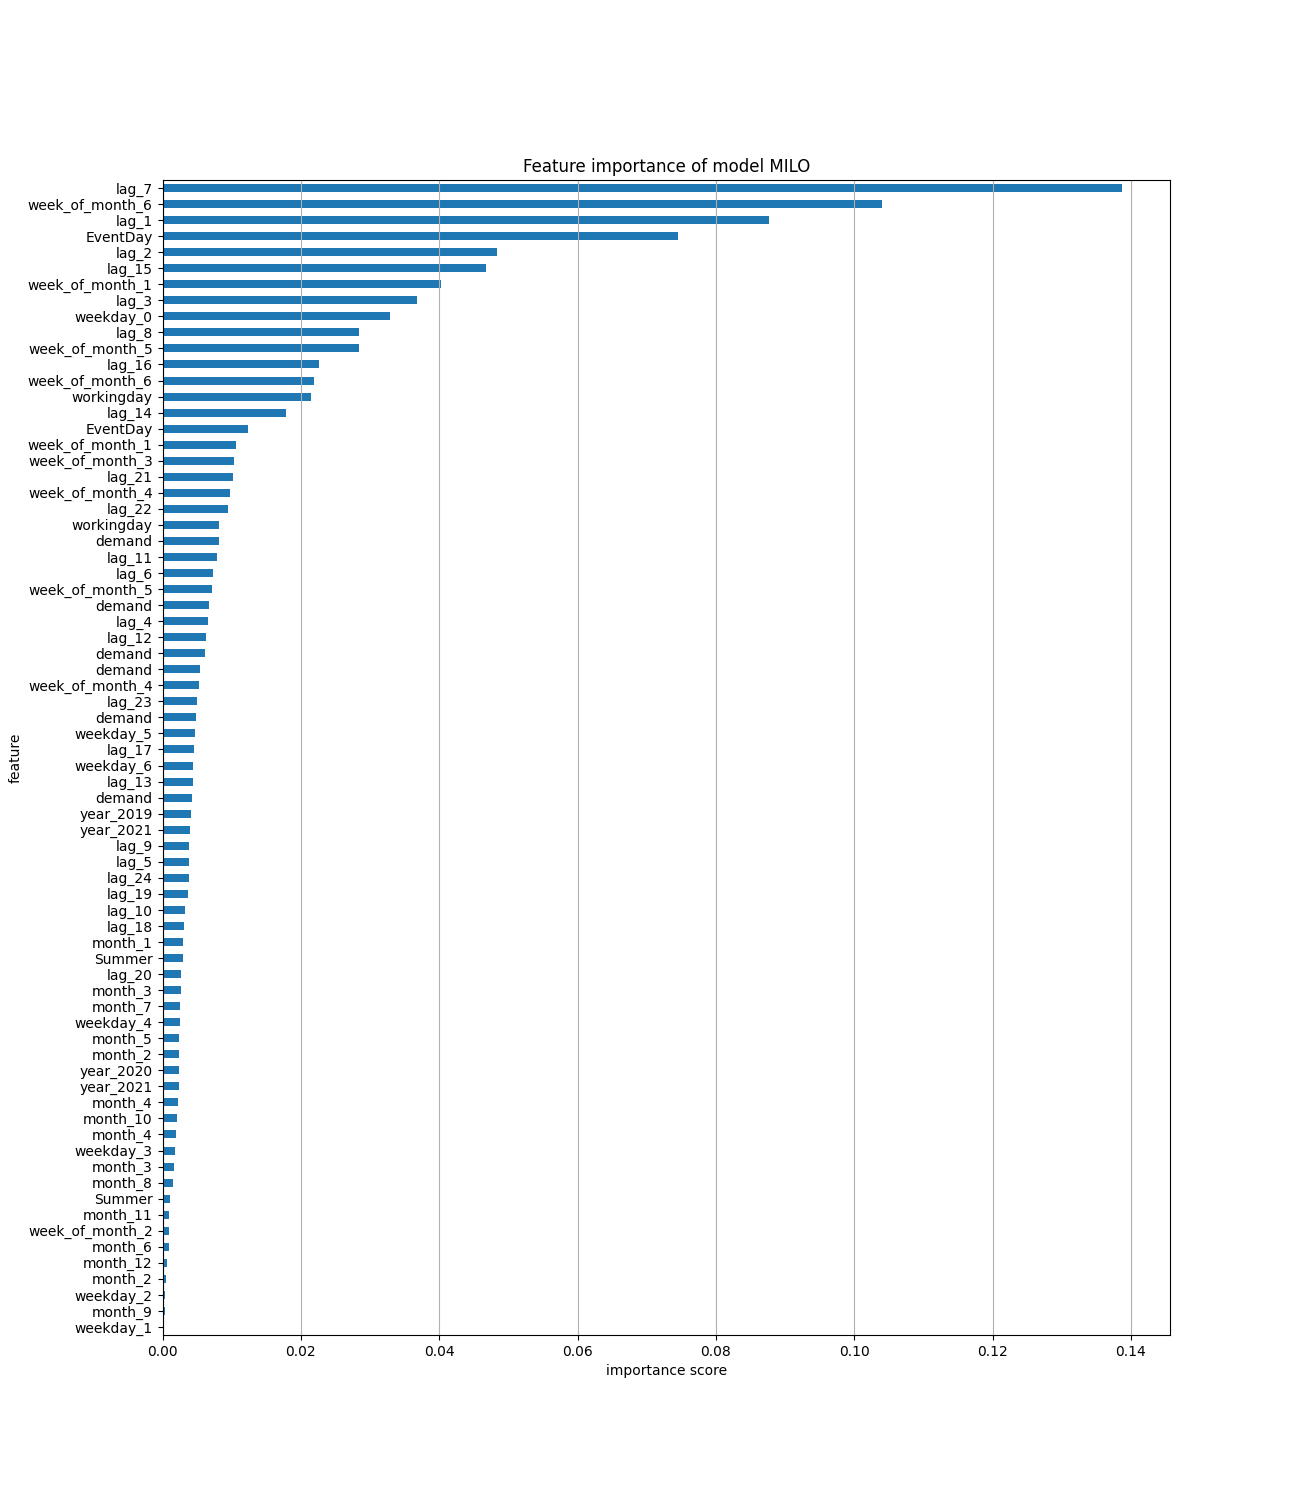 Feature importance of model MILO
lag_7
week_of_month_6
lag_1
EventDay
lag_2
lag_15
week_of_month_1
lag_3
weekday_0
lag_8
week_of_month_5
lag_16
week_of_month_6
workingday
lag_14
EventDay
week_of_month_1
week_of_month_3
lag_21
week_of_month_4
lag_22
workingday
demand
lag_11
lag_6
week_of_month_5
demand
lag_4
lag_12
demand
demand
week_of_month_4
lag_23
demand
weekday_5
lag_17
weekday_6
lag_13
demand
year_2019
year_2021
lag_9
lag_5
lag_24
lag_19
lag_10
lag_18
month_1
Summer
lag_20
month_3
month_7
weekday_4
month_5
month_2
year_2020
year_2021
month_4
month_10
month_4
weekday_3
month_3
month_8
Summer
month_11
week_of_month_2
month_6
month_12
month_2
weekday_2
month_9
weekday_1
feature
0.00 0.02 0.04 0.06 0.08 0.10 0.12 0.14
importance score